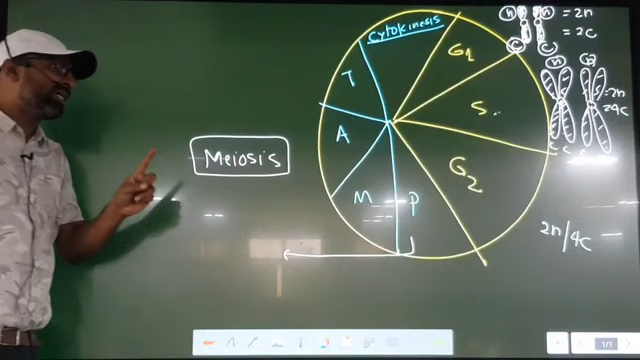 Meiosis
Cytokinesis
G1
S
G2
P
M
A
T
n n = 2n
= 2c
C C
n n
= 2n
4c
c c c c
2n/4c
1/1